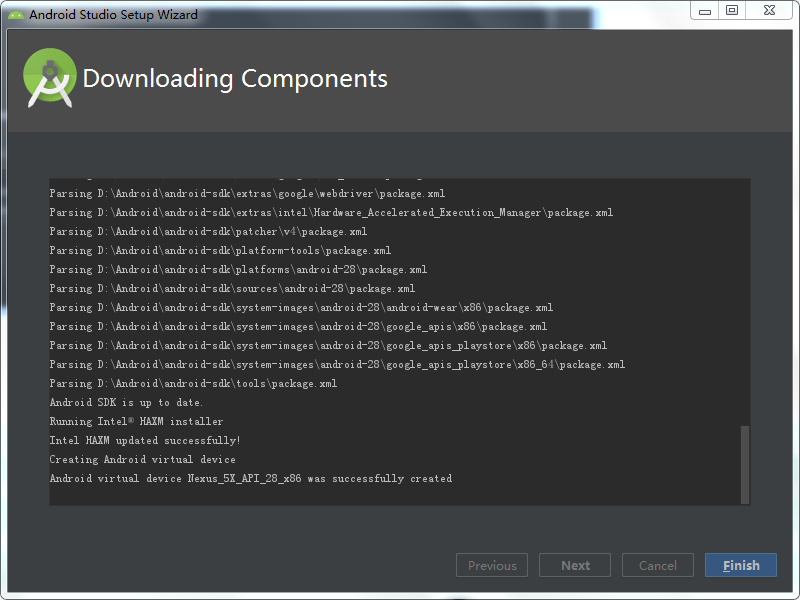 Android Studio Setup Wizard
Downloading Components
Parsing D:\Android\android-sdk\extras\google\webdriver\package.xml
Parsing D:\Android\android-sdk\extras\intel\Hardware_Accelerated_Execution_Manager\package.xml
Parsing D:\Android\android-sdk\patcher\v4\package.xml
Parsing D:\Android\android-sdk\platform-tools\package.xml
Parsing D:\Android\android-sdk\platforms\android-28\package.xml
Parsing D:\Android\android-sdk\sources\android-28\package.xml
Parsing D:\Android\android-sdk\system-images\android-28\android-wear\x86\package.xml
Parsing D:\Android\android-sdk\system-images\android-28\google_apis\x86\package.xml
Parsing D:\Android\android-sdk\system-images\android-28\google_apis_playstore\x86\package.xml
Parsing D:\Android\android-sdk\system-images\android-28\google_apis_playstore\x86_64\package.xml
Parsing D:\Android\android-sdk\tools\package.xml
Android SDK is up to date.
Running Intel® HAXM installer
Intel HAXM updated successfully!
Creating Android virtual device
Android virtual device Nexus_5X_API_28_x86 was successfully created
Previous Next Cancel Finish